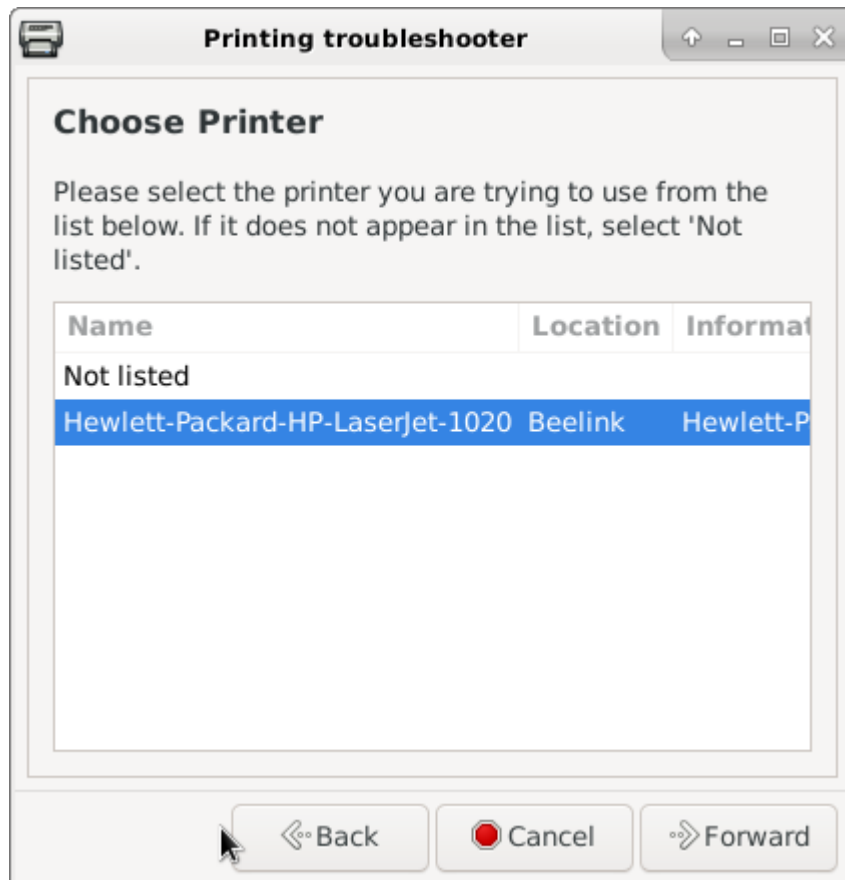 Printing troubleshooter
Choose Printer
Please select the printer you are trying to use from the
list below. If it does not appear in the list, select 'Not
listed'.
Name Location Informat
Not listed
Hewlett-Packard-HP-LaserJet-1020 Beelink Hewlett-P
Back Cancel Forward